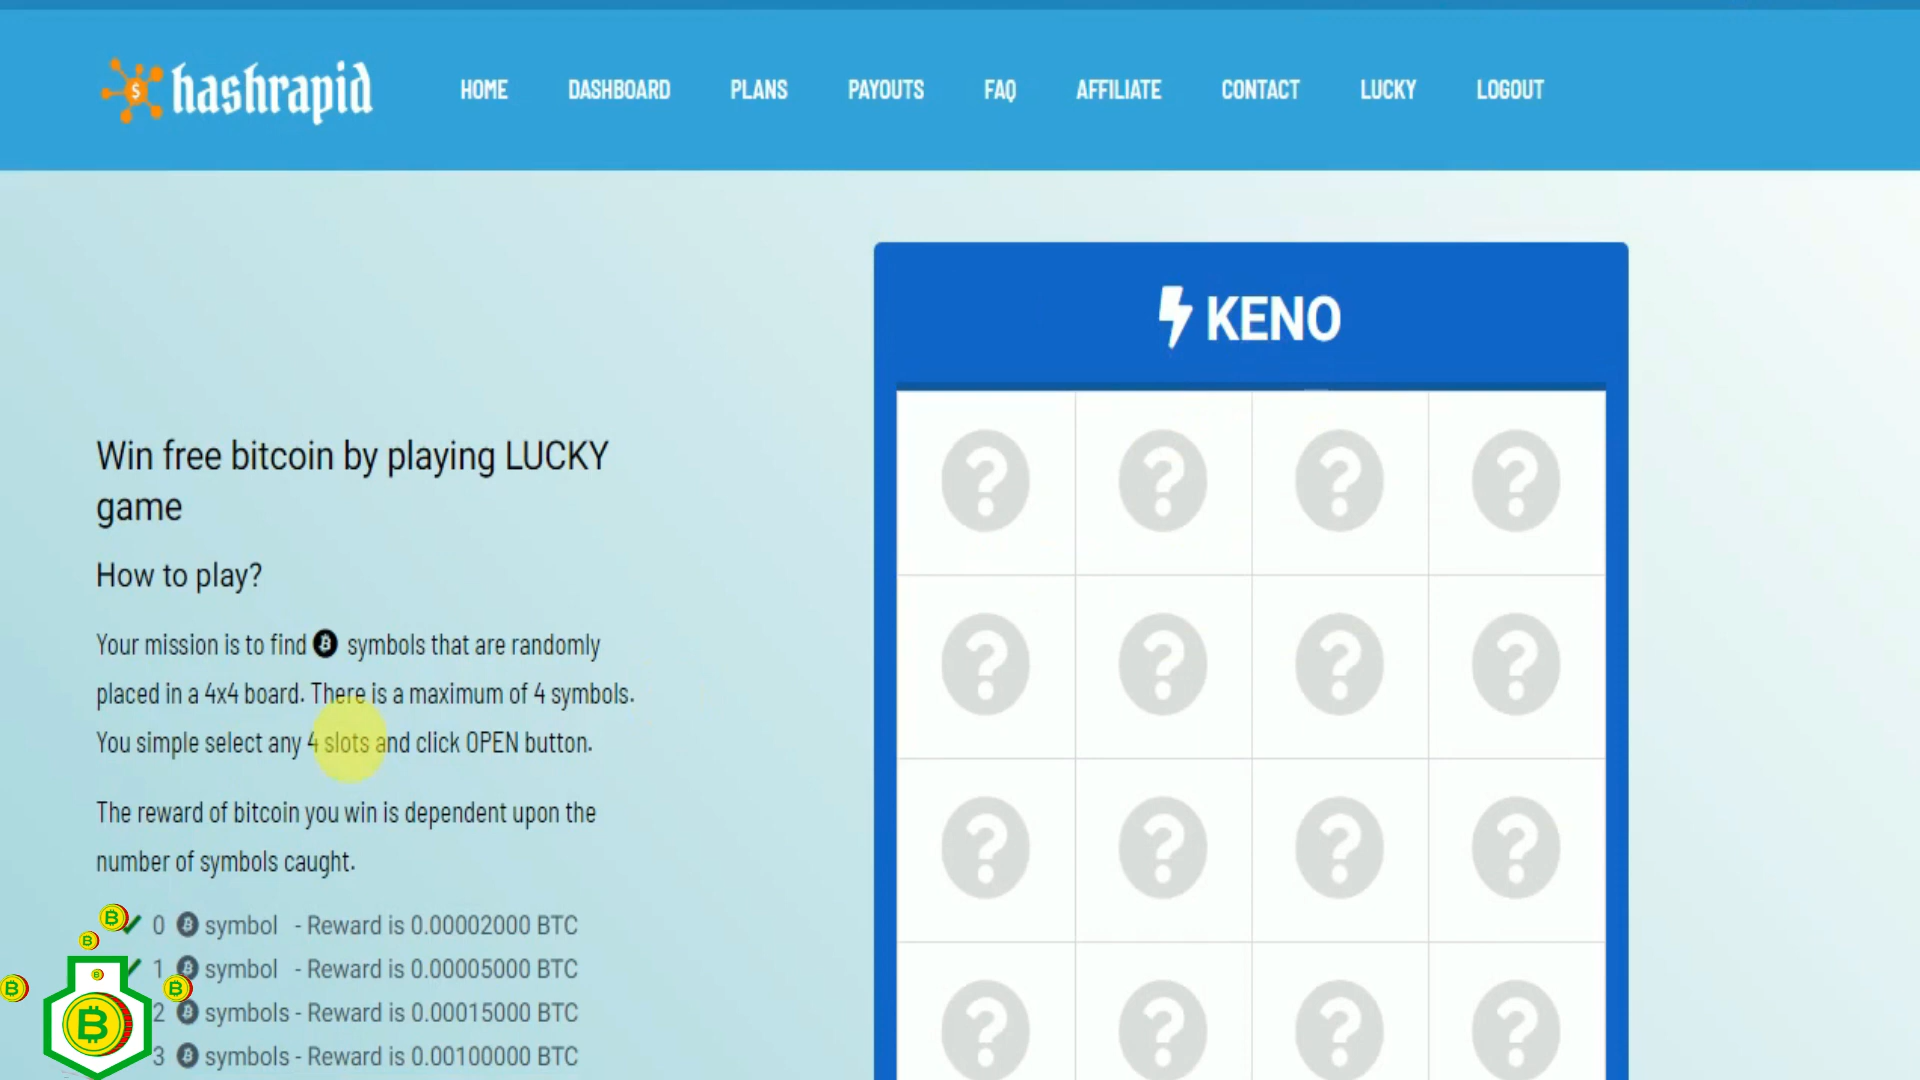 hashrapid
HOME DASHBOARD PLANS PAYOUTS FAQ AFFILIATE CONTACT LUCKY LOGOUT
KENO
Win free bitcoin by playing LUCKY
game
How to play?
Your mission is to find symbols that are randomly
placed in a 4x4 board. There is a maximum of 4 symbols.
You simple select any 4 slots and click OPEN button.
The reward of bitcoin you win is dependent upon the
number of symbols caught.
0 symbol - Reward is 0.00002000 BTC
1 symbol - Reward is 0.00005000 BTC
2 symbols - Reward is 0.00015000 BTC
3 symbols - Reward is 0.00100000 BTC